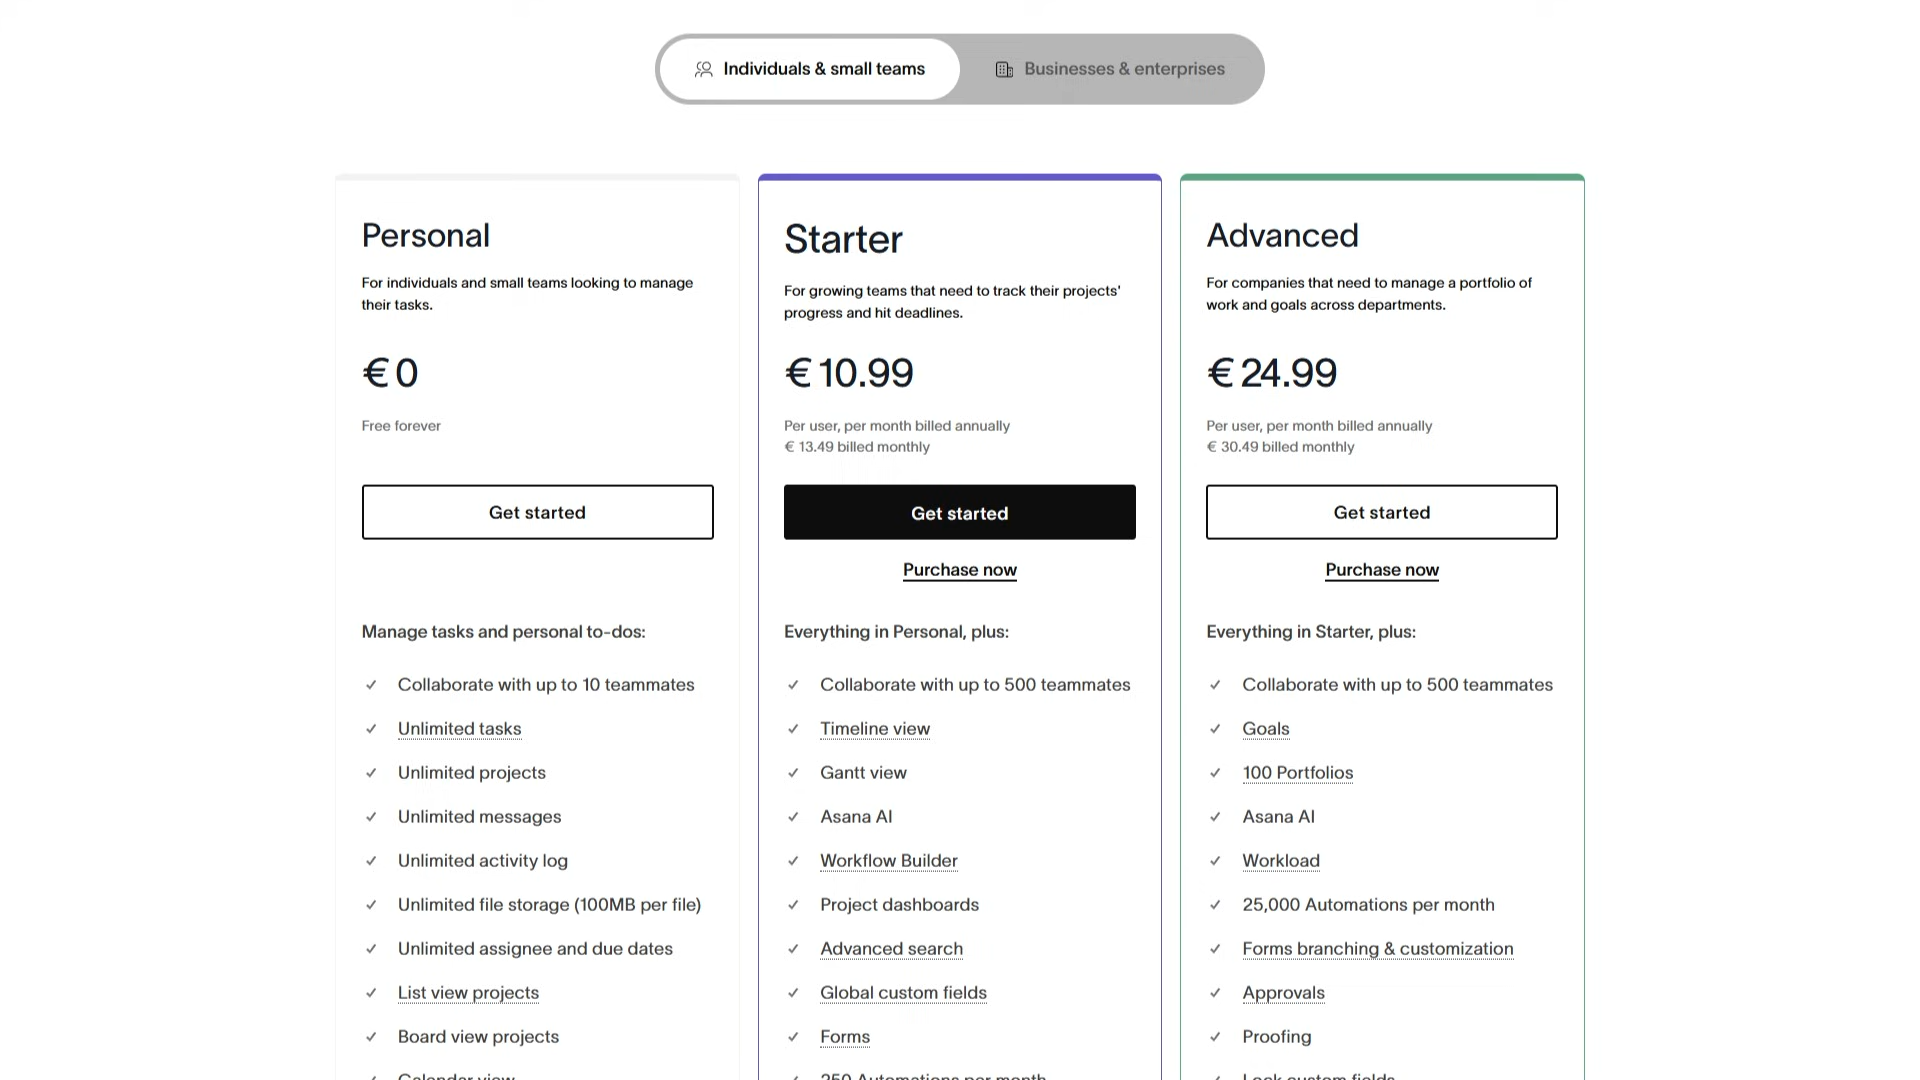 Individuals & small teams
Businesses & enterprises
Personal
For individuals and small teams looking to manage
their tasks.
€ 0
Free forever
Get started
Manage tasks and personal to-dos:
Collaborate with up to 10 teammates
Unlimited tasks
Unlimited projects
Unlimited messages
Unlimited activity log
Unlimited file storage (100MB per file)
Unlimited assignee and due dates
List view projects
Board view projects
Calendar view
Starter
For growing teams that need to track their projects'
progress and hit deadlines.
€ 10.99
Per user, per month billed annually
€ 13.49 billed monthly
Get started
Purchase now
Everything in Personal, plus:
Collaborate with up to 500 teammates
Timeline view
Gantt view
Asana AI
Workflow Builder
Project dashboards
Advanced search
Global custom fields
Forms
250 Automations per month
Advanced
For companies that need to manage a portfolio of
work and goals across departments.
€ 24.99
Per user, per month billed annually
€ 30.49 billed monthly
Get started
Purchase now
Everything in Starter, plus:
Collaborate with up to 500 teammates
Goals
100 Portfolios
Asana AI
Workload
25,000 Automations per month
Forms branching & customization
Approvals
Proofing
Lock custom fields